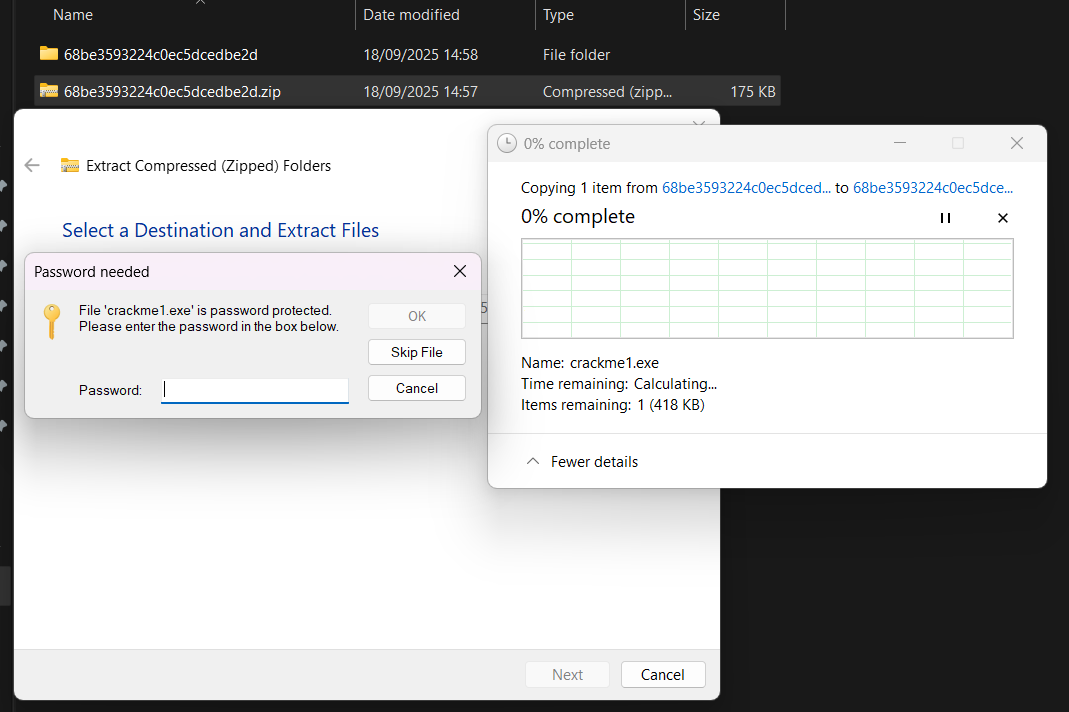 Name Date modified Type Size
68be3593224c0ec5dcedbe2d 18/09/2025 14:58 File folder
68be3593224c0ec5dcedbe2d.zip 18/09/2025 14:57 Compressed (zipp... 175 KB
Extract Compressed (Zipped) Folders
Select a Destination and Extract Files
Password needed
File 'crackme1.exe' is password protected.
Please enter the password in the box below.
Password:
OK
Skip File
Cancel
5
Next
Cancel
0% complete
Copying 1 item from 68be3593224c0ec5dced... to 68be3593224c0ec5dce...
0% complete
Name: crackme1.exe
Time remaining: Calculating...
Items remaining: 1 (418 KB)
Fewer details